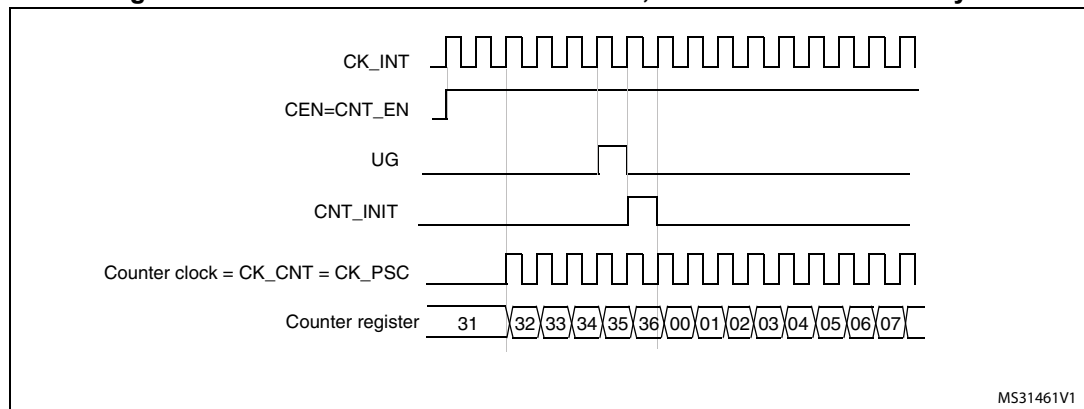 CK_INT
CEN=CNT_EN
UG
CNT_INIT
Counter clock = CK_CNT = CK_PSC
Counter register 31 32 33 34 35 36 00 01 02 03 04 05 06 07
MS31461V1